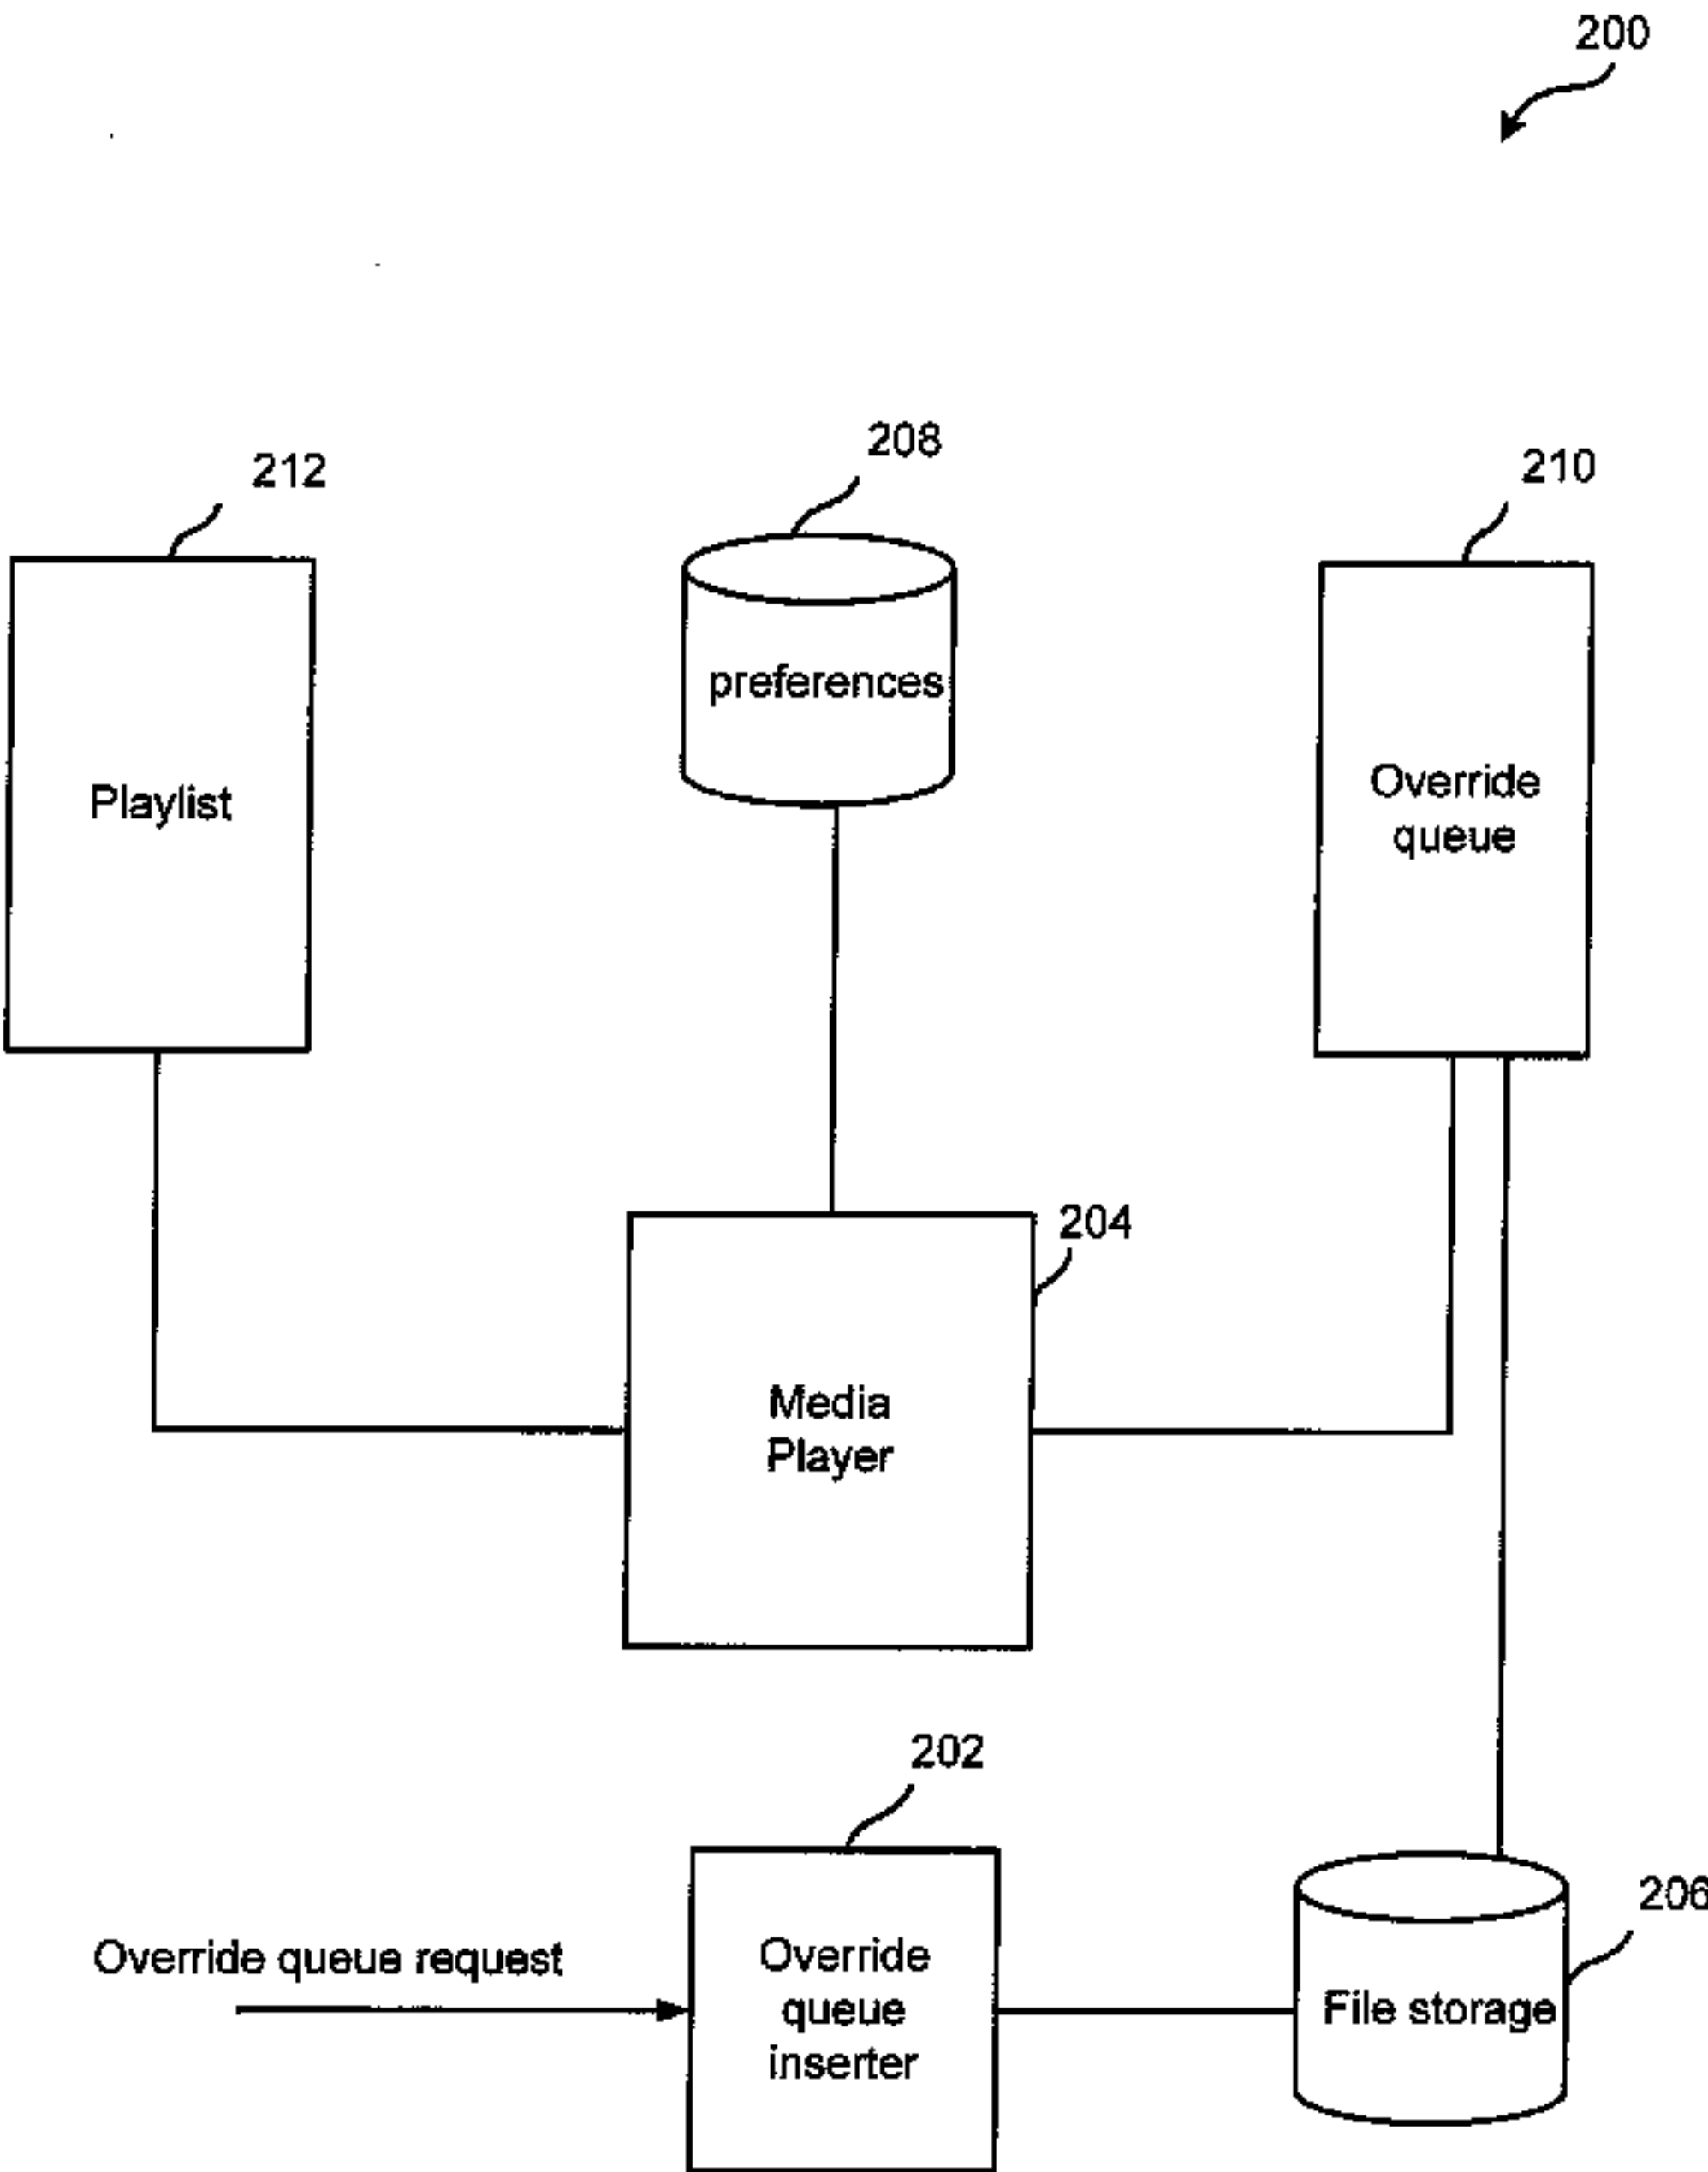 200
212
208
210
preferences
Playlist
Override
queue
204
Media
Player
202
206
Override queue request
Override
queue
inserter
File storage